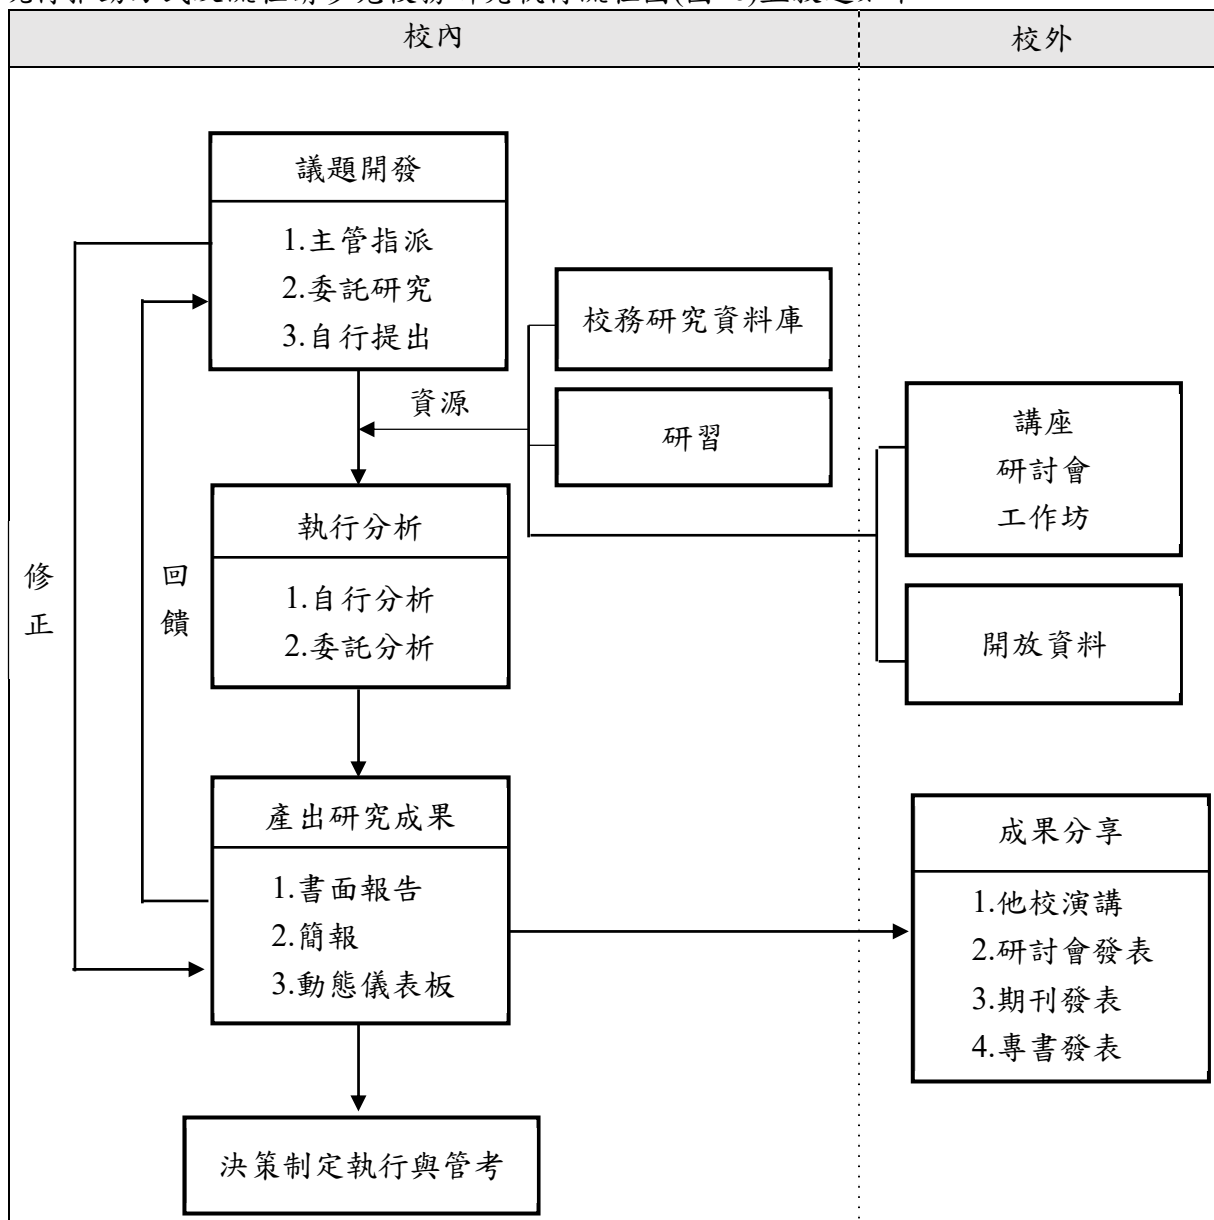 校內
校外
議題開發
1.主管指派
2.委託研究
3.自行提出
校務研究資料庫
資源
研習
講座
研討會
工作坊
執行分析
1.自行分析
2.委託分析
修正
回饋
開放資料
產出研究成果
1.書面報告
2.簡報
3.動態儀表板
成果分享
1.他校演講
2.研討會發表
3.期刊發表
4.專書發表
決策制定執行與管考